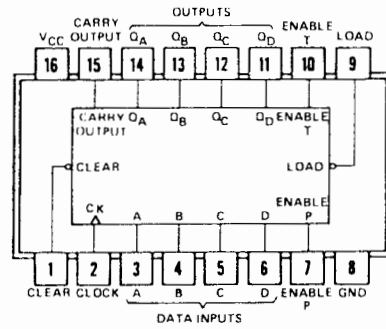 OUTPUTS
CARRY ENABLE
VCC OUTPUT QA QB QC QD T LOAD
16 15 14 13 12 11 10 9
CARRY QA QB QC QD ENABLE
OUTPUT T
CLEAR LOAD
CK ENABLE
A B C D P
1 2 3 4 5 6 7 8
CLEAR CLOCK A B C D ENABLE GND
P
DATA INPUTS